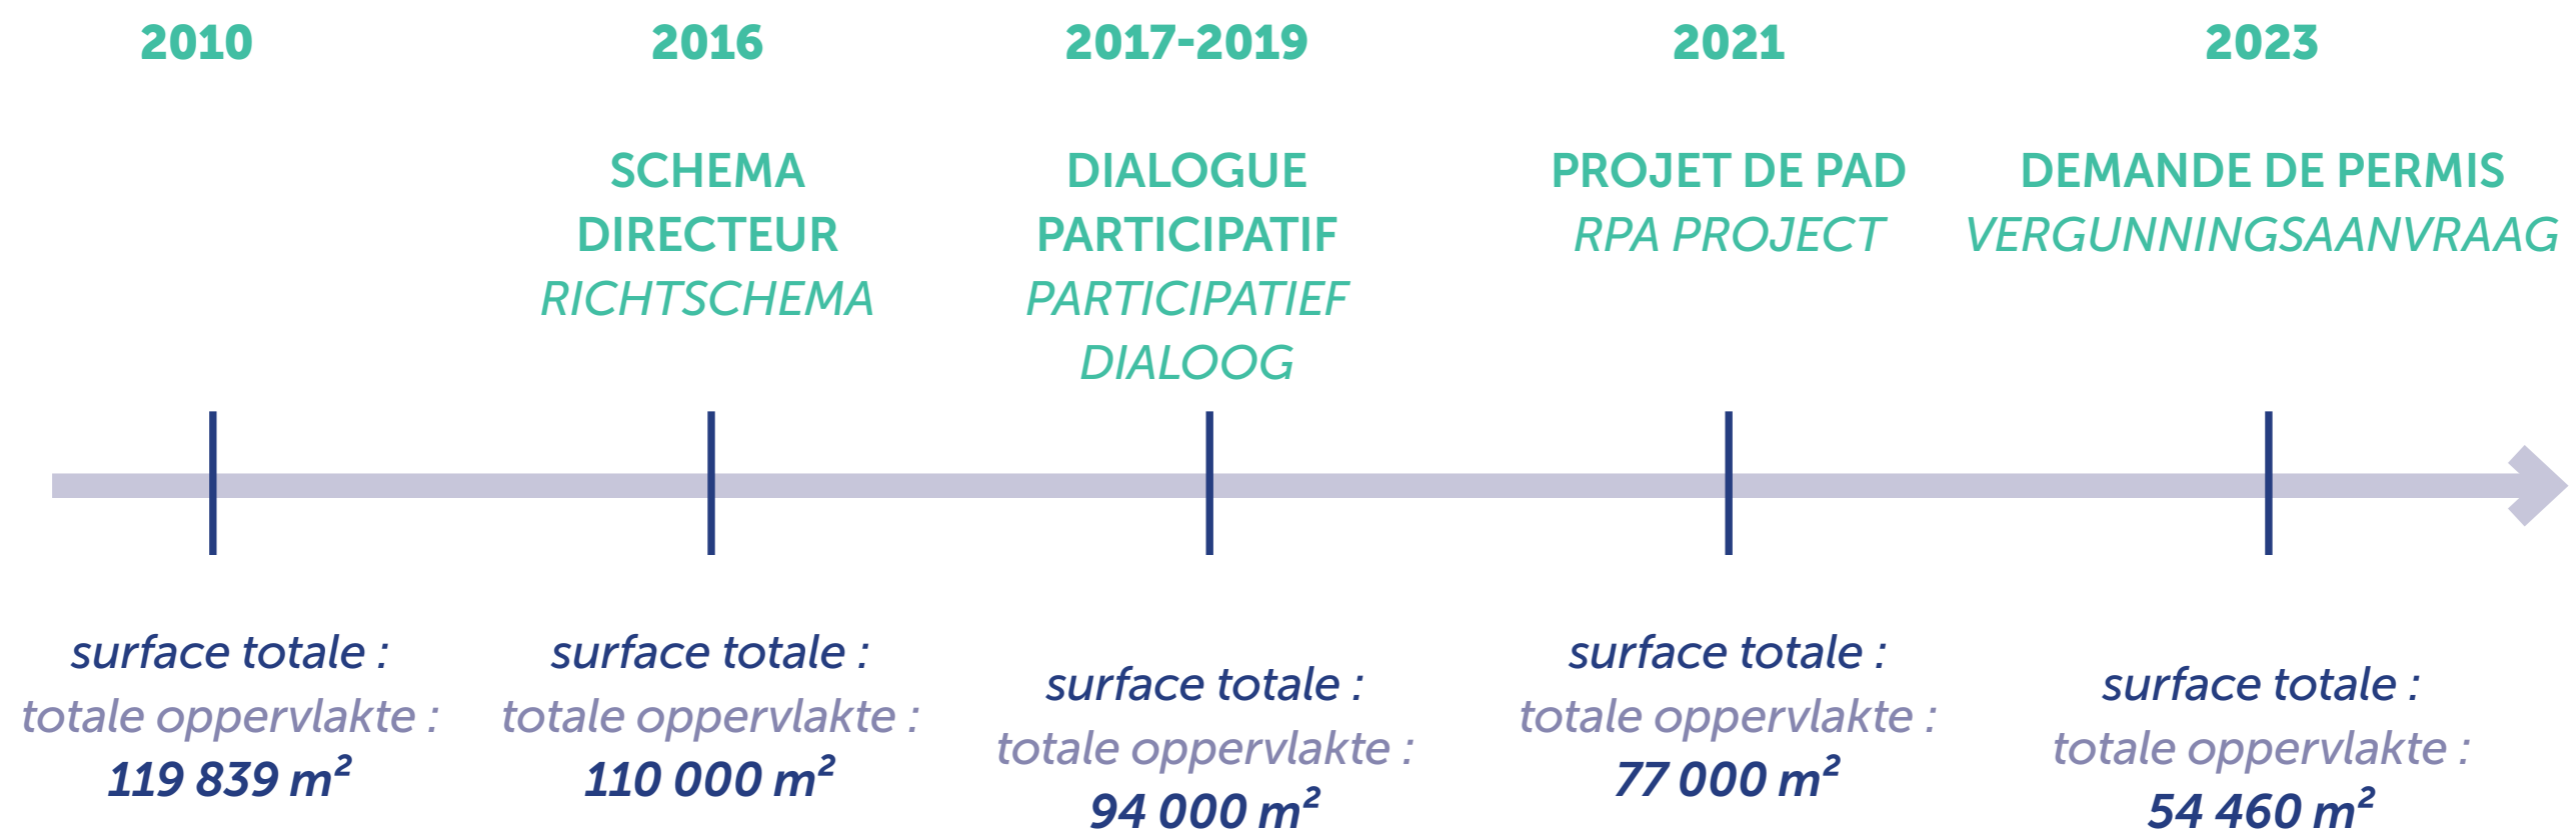 2010
2016
SCHEMA
DIRECTEUR
RICHTSCHEMA
2017-2019
DIALOGUE
PARTICIPATIF
PARTICIPATIEF
DIALOOG
2021
PROJET DE PAD
RPA PROJECT
2023
DEMANDE DE PERMIS
VERGUNNINGSAANVRAAG
surface totale :
totale oppervlakte :
119 839 m²
surface totale :
totale oppervlakte :
110 000 m²
surface totale :
totale oppervlakte :
94 000 m²
surface totale :
totale oppervlakte :
77 000 m²
surface totale :
totale oppervlakte :
54 460 m²